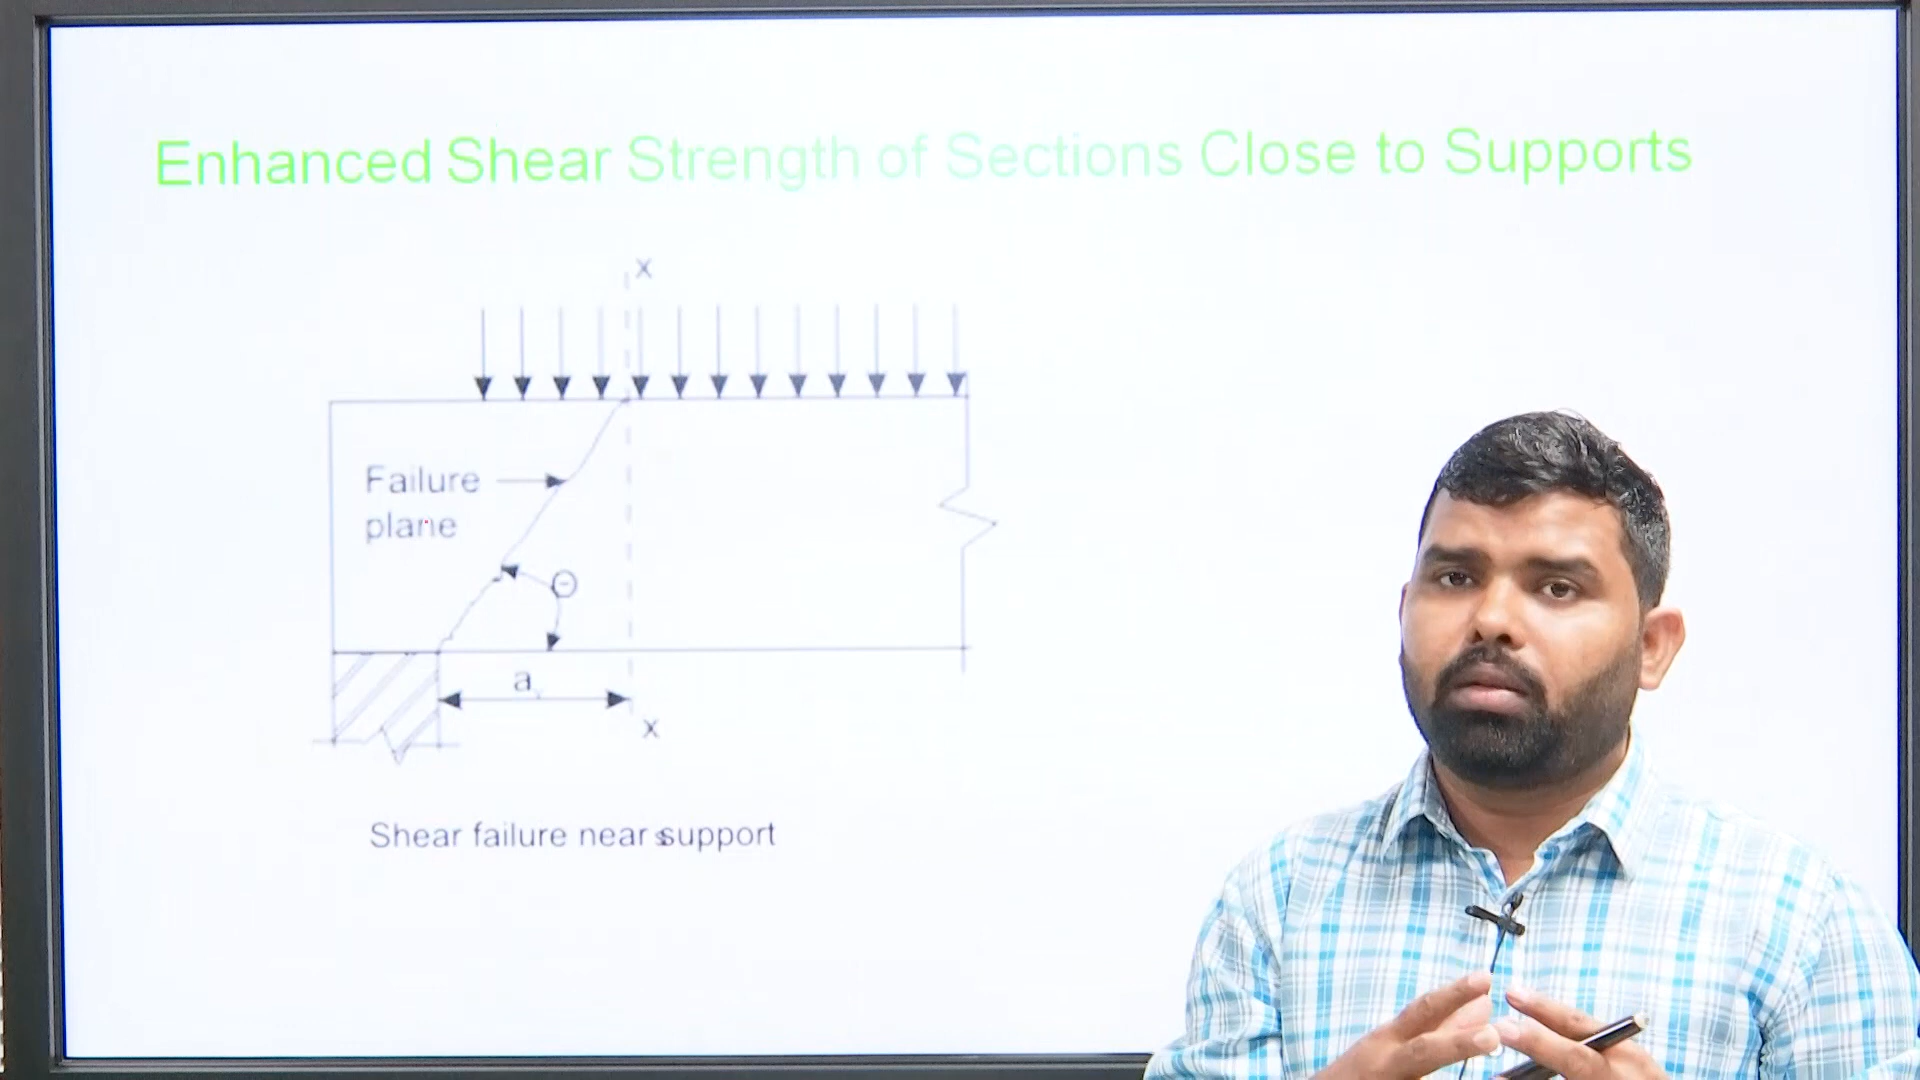 Enhanced Shear Strength of Sections Close to Supports
x
Failure
plane
Θ
a
x
Shear failure near support